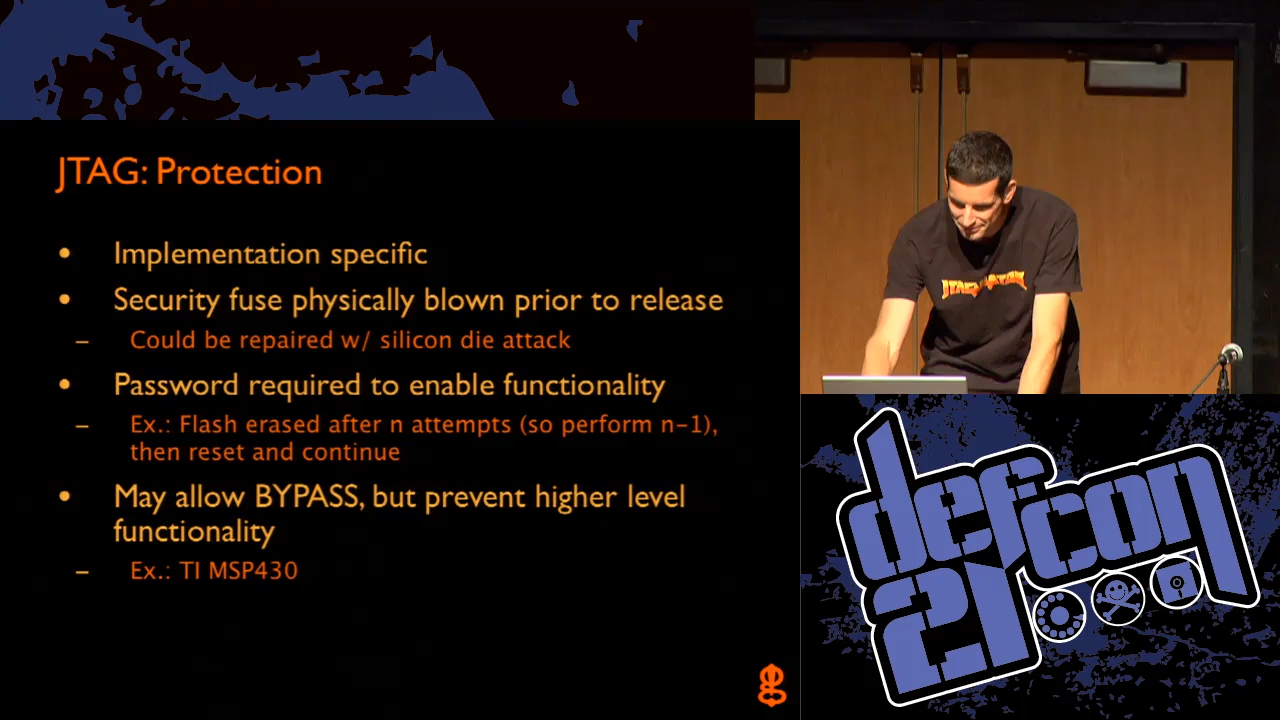 JTAG: Protection
• Implementation specific
• Security fuse physically blown prior to release
– Could be repaired w/ silicon die attack
• Password required to enable functionality
– Ex.: Flash erased after n attempts (so perform n-1),
then reset and continue
• May allow BYPASS, but prevent higher level
functionality
– Ex.: TI MSP430
JTAGULATOR
defcon
21